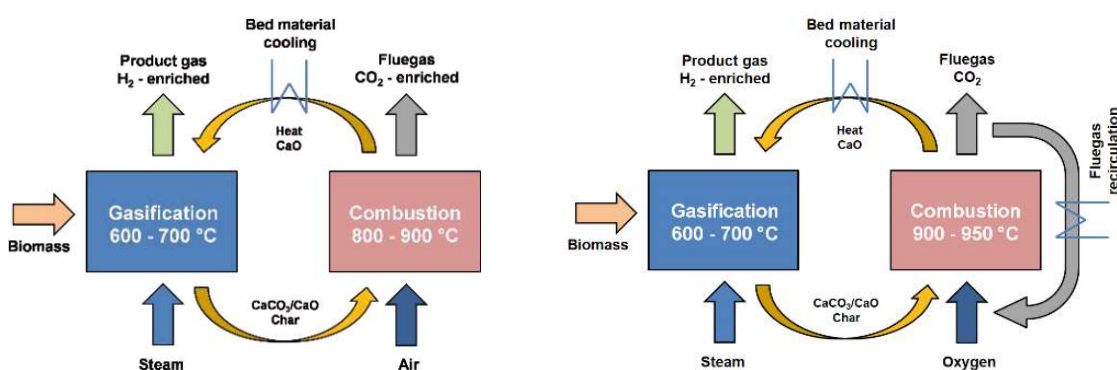 Bed material
cooling
Product gas
H₂ - enriched
Fluegas
CO₂ - enriched
Heat
CaO
Gasification
600 - 700 °C
Combustion
800 - 900 °C
Biomass
CaCO₃/CaO
Char
Steam
Air
Bed material
cooling
Product gas
H₂ - enriched
Fluegas
CO₂
Heat
CaO
Fluegas
recirculation
Gasification
600 - 700 °C
Combustion
900 - 950 °C
Biomass
CaCO₃/CaO
Char
Steam
Oxygen